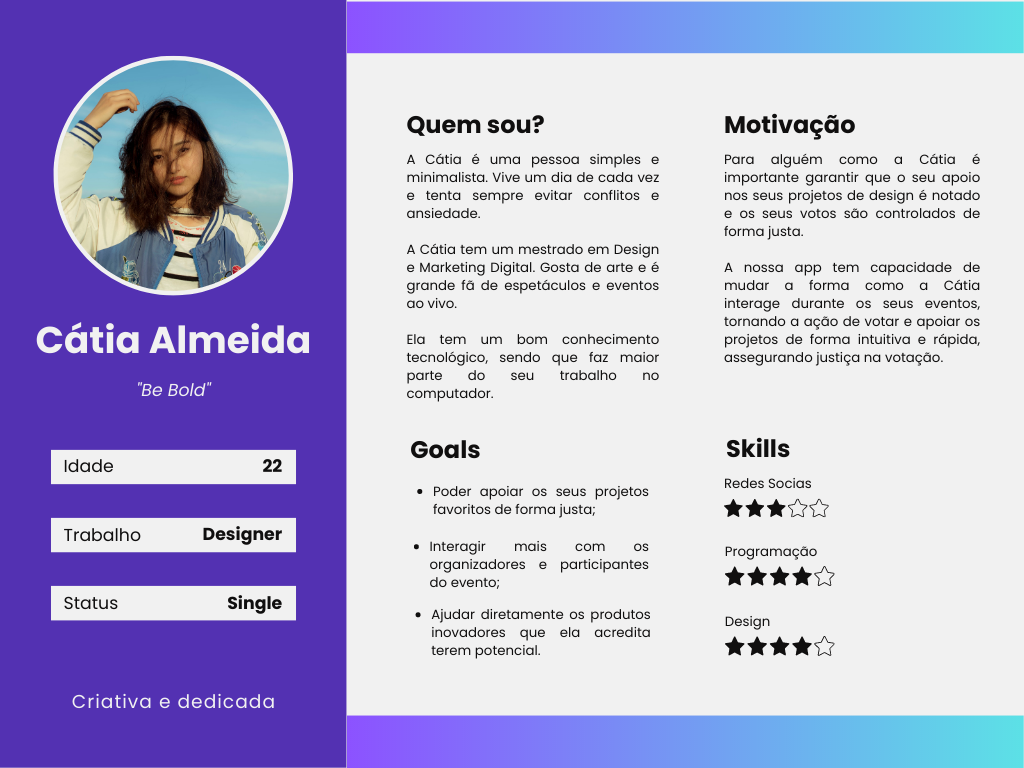 Cátia Almeida
"Be Bold"
Idade 22
Trabalho Designer
Status Single
Criativa e dedicada
Quem sou?
A Cátia é uma pessoa simples e
minimalista. Vive um dia de cada vez
e tenta sempre evitar conflitos e
ansiedade.
A Cátia tem um mestrado em Design
e Marketing Digital. Gosta de arte e é
grande fã de espetáculos e eventos
ao vivo.
Ela tem um bom conhecimento
tecnológico, sendo que faz maior
parte do seu trabalho no
computador.
Motivação
Para alguém como a Cátia é
importante garantir que o seu apoio
nos seus projetos de design é notado
e os seus votos são controlados de
forma justa.
A nossa app tem capacidade de
mudar a forma como a Cátia
interage durante os seus eventos,
tornando a ação de votar e apoiar os
projetos de forma intuitiva e rápida,
assegurando justiça na votação.
Goals
• Poder apoiar os seus projetos
favoritos de forma justa;
• Interagir mais com os
organizadores e participantes
do evento;
• Ajudar diretamente os produtos
inovadores que ela acredita
terem potencial.
Skills
Redes Socias
Programação
Design